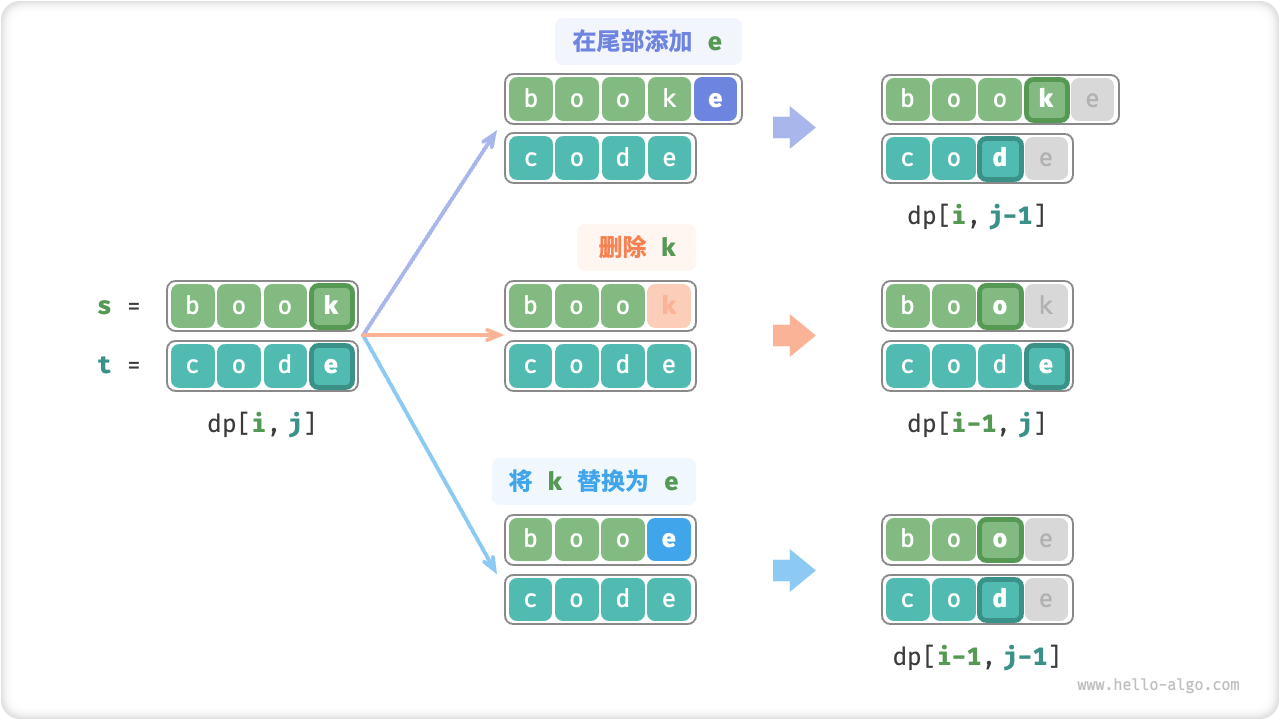 在尾部添加 e
b o o k e
c o d e
b o o k e
c o d e
dp[i, j-1]
删除 k
s = b o o k
t = c o d e
dp[i, j]
b o o k
c o d e
b o o k
c o d e
dp[i-1, j]
将 k 替换为 e
b o o e
c o d e
b o o e
c o d e
dp[i-1, j-1]
www.hello-algo.com